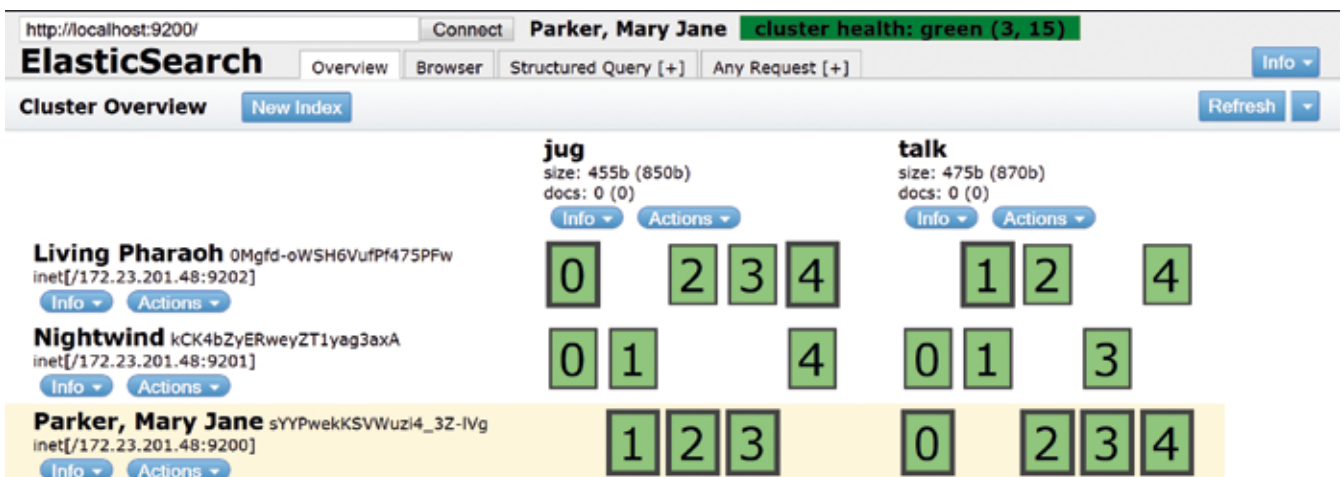 http://localhost:9200/ Connect Parker, Mary Jane cluster health: green (3, 15)
ElasticSearch Overview Browser Structured Query [+] Any Request [+] Info
Cluster Overview New Index Refresh
jug talk
size: 455b (850b) size: 475b (870b)
docs: 0 (0) docs: 0 (0)
Info Actions Info Actions
Living Pharaoh 0Mgfd-oWSH6VufPf475PFw
inet[/172.23.201.48:9202]
Info Actions
0 2 3 4 1 2 4
Nightwind kCK4bZyERweyZT1yag3axA
inet[/172.23.201.48:9201]
Info Actions
0 1 4 0 1 3
Parker, Mary Jane sYYPwekKSVWuzi4_3Z-lVg
inet[/172.23.201.48:9200]
Info Actions
1 2 3 0 2 3 4